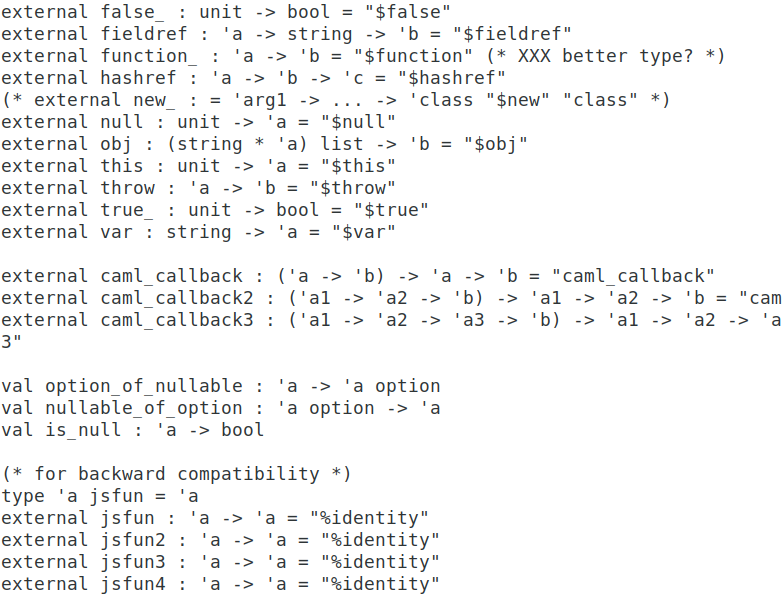 external false_ : unit -> bool = "$false"
external fieldref : 'a -> string -> 'b = "$fieldref"
external function_ : 'a -> 'b = "$function" (* XXX better type? *)
external hashref : 'a -> 'b -> 'c = "$hashref"
(* external new_ : = 'arg1 -> ... -> 'class "$new" "class" *)
external null : unit -> 'a = "$null"
external obj : (string * 'a) list -> 'b = "$obj"
external this : unit -> 'a = "$this"
external throw : 'a -> 'b = "$throw"
external true_ : unit -> bool = "$true"
external var : string -> 'a = "$var"
external caml_callback : ('a -> 'b) -> 'a -> 'b = "caml_callback"
external caml_callback2 : ('a1 -> 'a2 -> 'b) -> 'a1 -> 'a2 -> 'b = "cam
external caml_callback3 : ('a1 -> 'a2 -> 'a3 -> 'b) -> 'a1 -> 'a2 -> 'a
3"
val option_of_nullable : 'a -> 'a option
val nullable_of_option : 'a option -> 'a
val is_null : 'a -> bool
(* for backward compatibility *)
type 'a jsfun = 'a
external jsfun : 'a -> 'a = "%identity"
external jsfun2 : 'a -> 'a = "%identity"
external jsfun3 : 'a -> 'a = "%identity"
external jsfun4 : 'a -> 'a = "%identity"